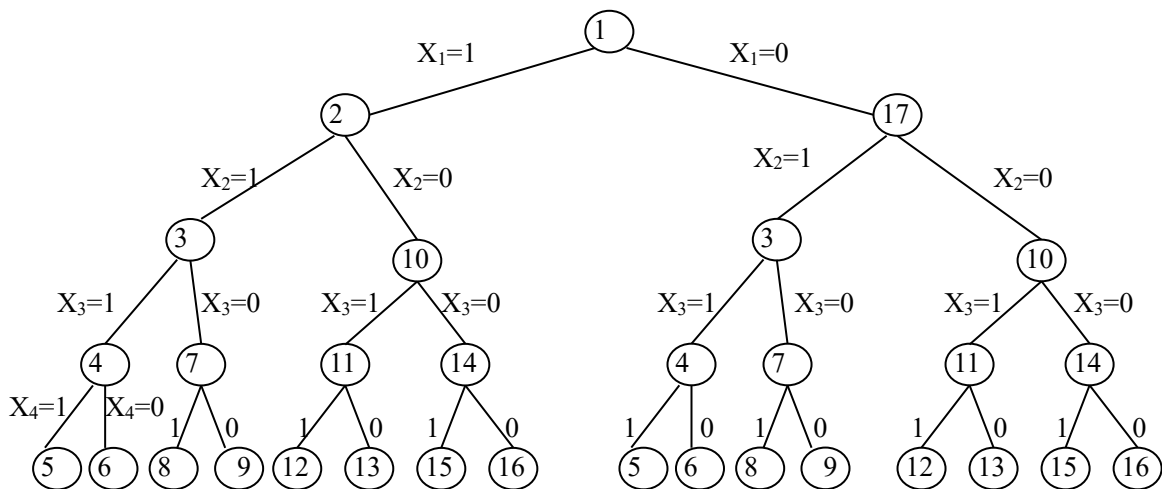 1
X₁=1 X₁=0
2 17
X₂=1 X₂=0 X₂=1 X₂=0
3 10 3 10
X₃=1 X₃=0 X₃=1 X₃=0 X₃=1 X₃=0 X₃=1 X₃=0
4 7 11 14 4 7 11 14
X₄=1 X₄=0 1 0 1 0 1 0 1 0 1 0 1 0 1 0
5 6 8 9 12 13 15 16 5 6 8 9 12 13 15 16